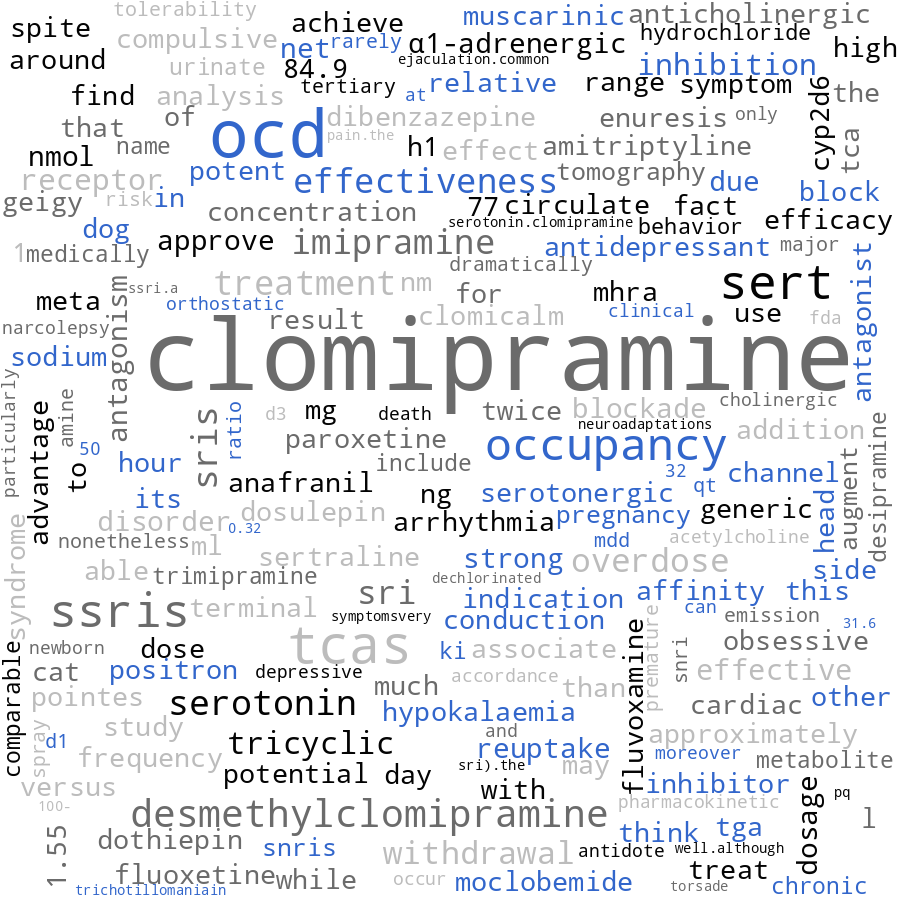 tolerability
spite
achieve
muscarinic
anticholinergic
compulsive
net
rarely
α1-adrenergic
hydrochloride
high
around
urinate
84.9
ejaculation.common
inhibition
tertiary
at
relative
range
symptom
find
analysis
cyp2d6
the
that
of
ocd
dibenzazepine
enuresis
only
nmol
name
pain.the
h1
effect
amitriptyline
tca
receptor
potent
effectiveness
tomography
due
block
geigy
risk
in
concentration
77
circulate
fact
dog
serotonin.clomipramine
behavior
efficacy
1
medically
approve
imipramine
antidepressant
major
dramatically
ssri.a
treatment
nm
for
mhra
sert
antagonist
meta
orthostatic
clinical
use
fda
narcolepsy
antagonism
result
clomicalm
sodium
clomipramine
particularly
amine
advantage
to
50
sris
ratio
d3
mg
death
twice
blockade
cholinergic
neuroadaptations
addition
desipramine
augment
hour
paroxetine
include
occupancy
32
qt
channel
its
anafranil
ng
serotonergic
generic
head
disorder
0.32
dosulepin
arrhythmia
pregnancy
syndrome
nonetheless
ml
mdd
acetylcholine
able
trimipramine
sertraline
strong
overdose
side
dechlorinated
ssris
terminal
sri
indication
affinity
this
symptomsvery
conduction
can
emission
31.6
newborn
dose
tcas
ki
associate
fluvoxamine
premature
snri
obsessive
comparable
cat
positron
depressive
accordance
effective
pointes
serotonin
much
than
cardiac
other
hypokalaemia
spray
d1
study
tricyclic
and
reuptake
approximately
moreover
metabolite
frequency
potential
day
sri).the
may
versus
with
inhibitor
dosage
pq
100-
desmethylclomipramine
pharmacokinetic
l
1.55
dothiepin
snris
withdrawal
antidote
think
tga
well.although
fluoxetine
while
occur
moclobemide
treat
torsade
chronic
trichotillomaniain